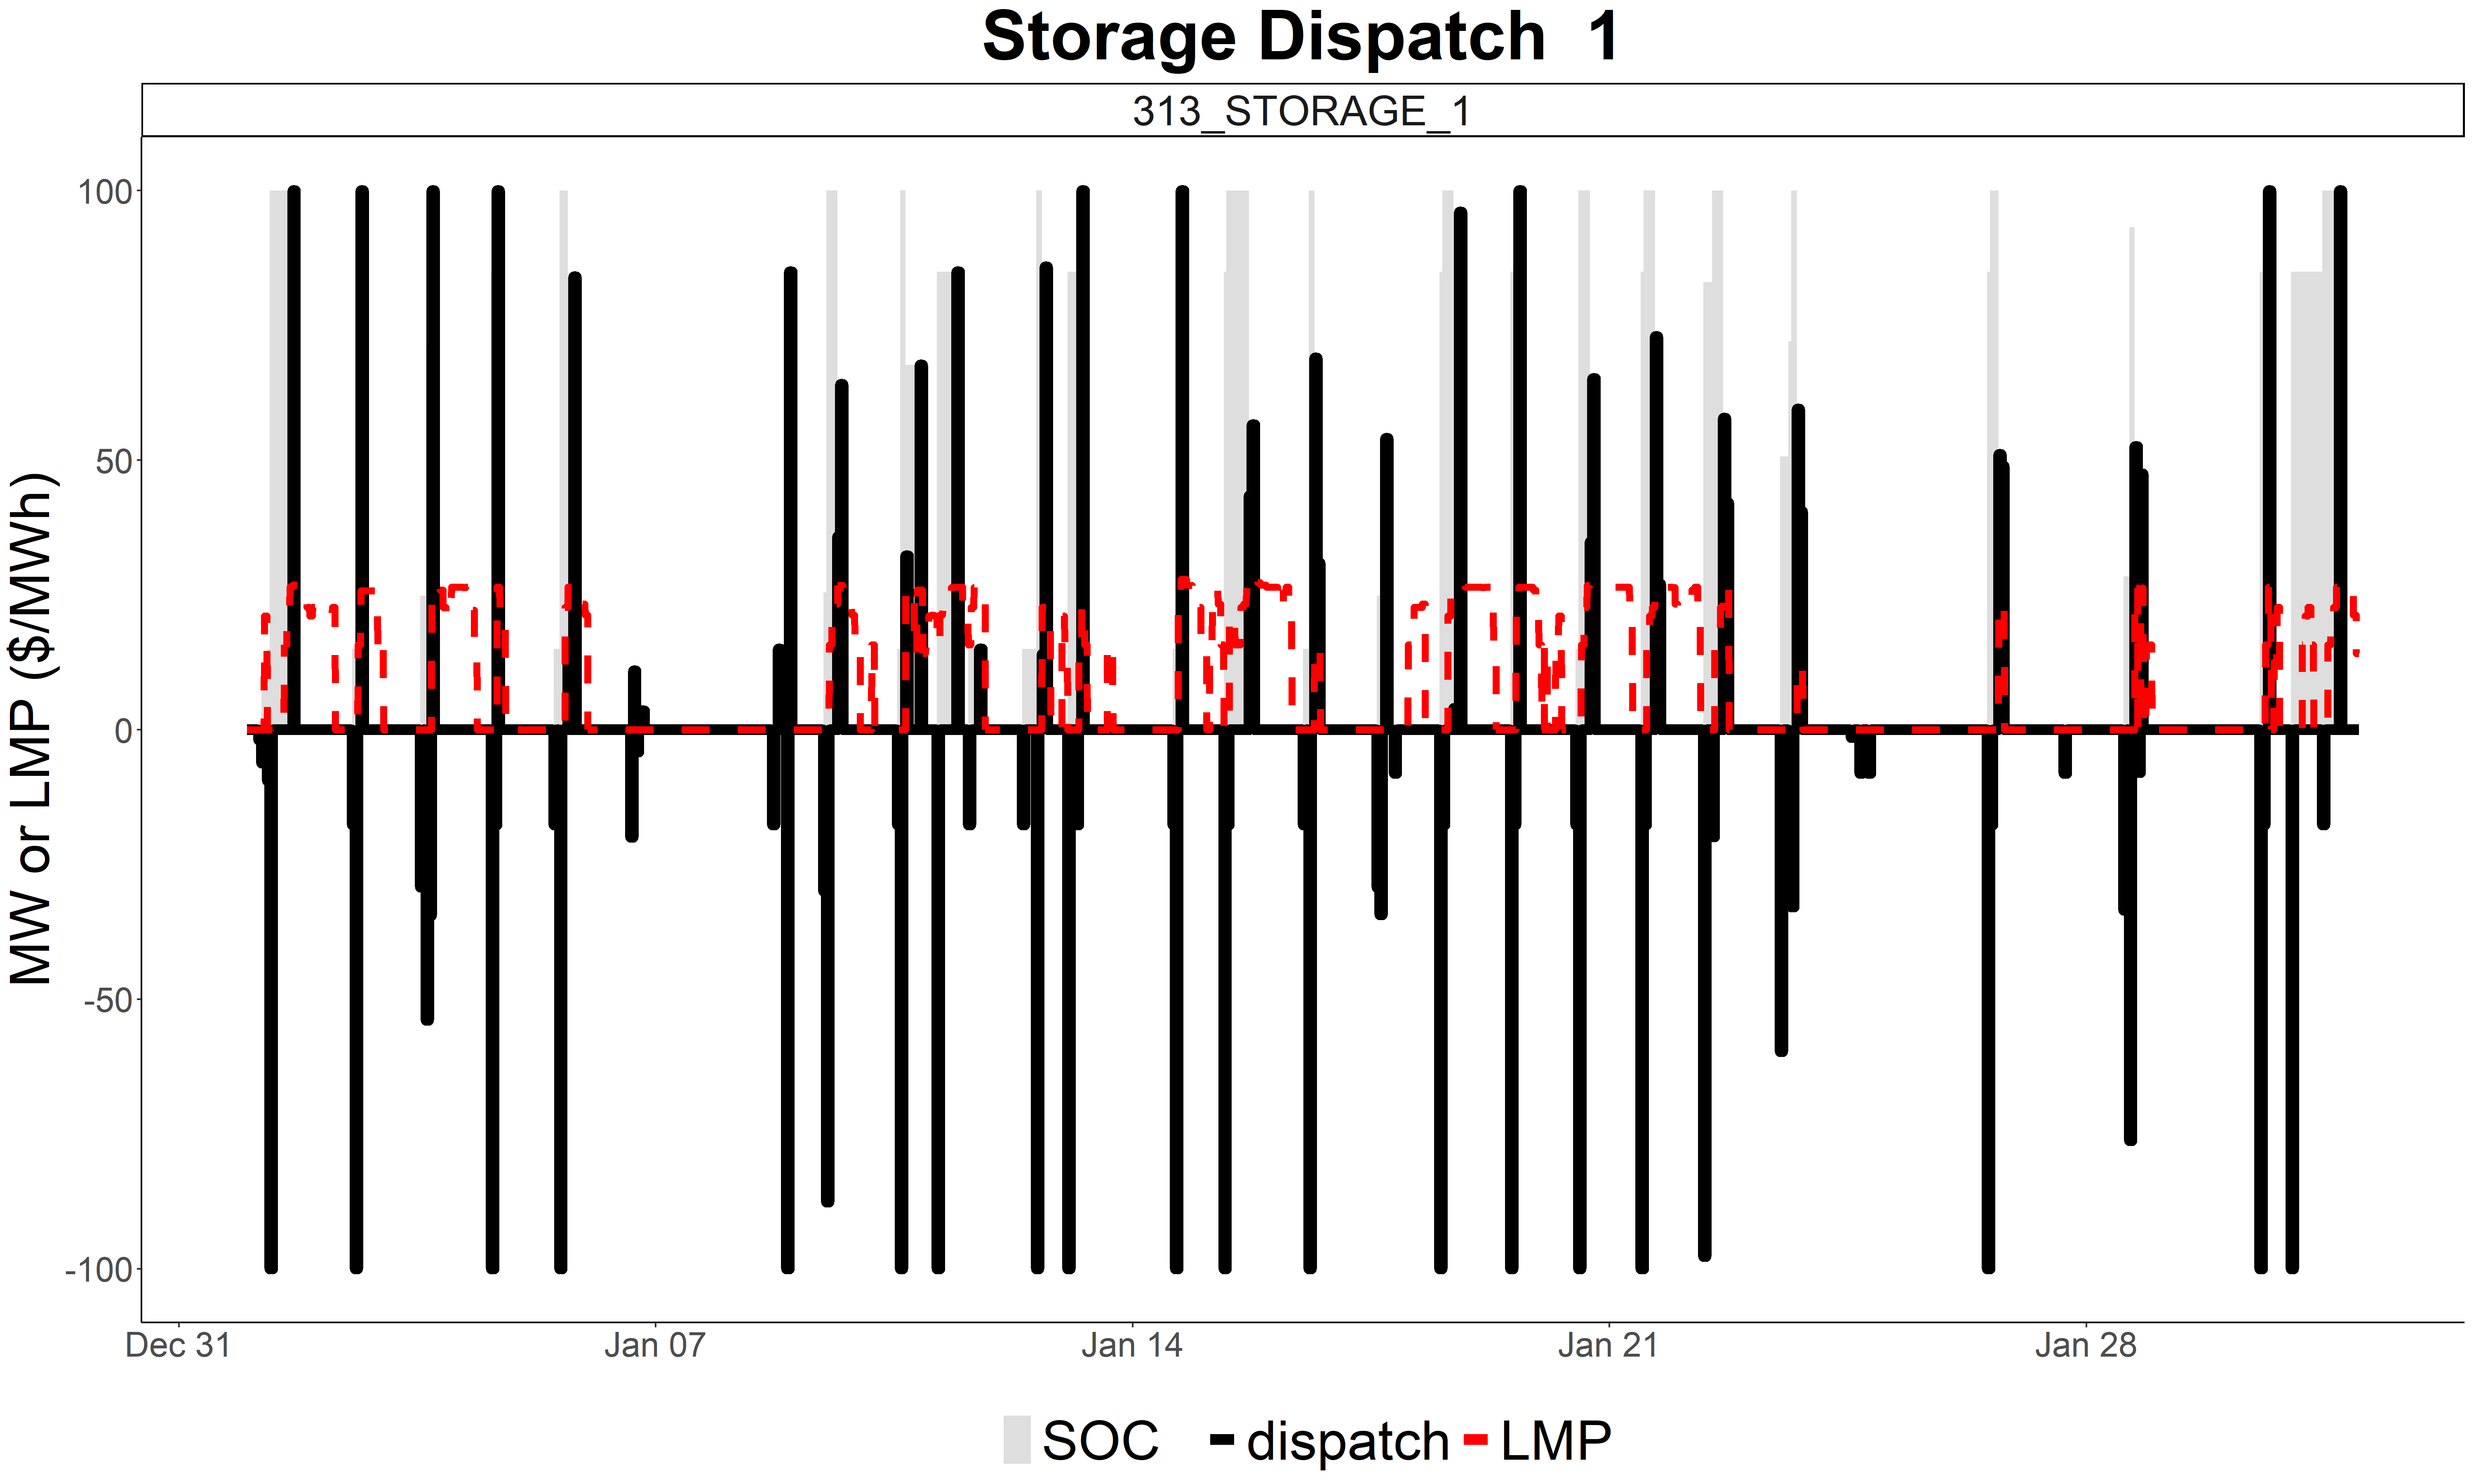 Storage Dispatch  1
313_STORAGE_1
MW or LMP ($/MWh)
100
50
0
-50
-100
Dec 31
Jan 07
Jan 14
Jan 21
Jan 28
SOC
dispatch
LMP